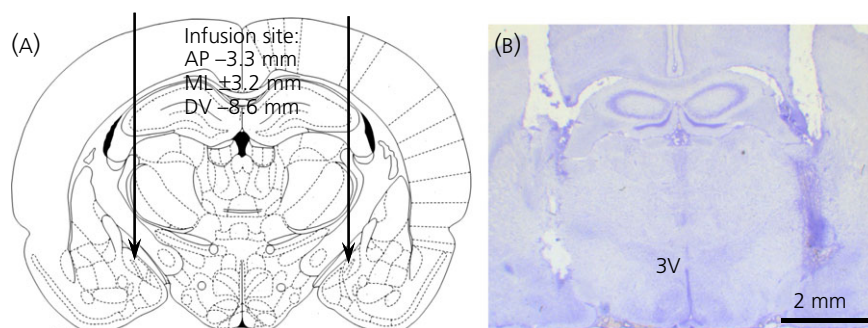 (A)
Infusion site:
AP –3.3 mm
ML ±3.2 mm
DV –8.6 mm
(B)
3V
2 mm